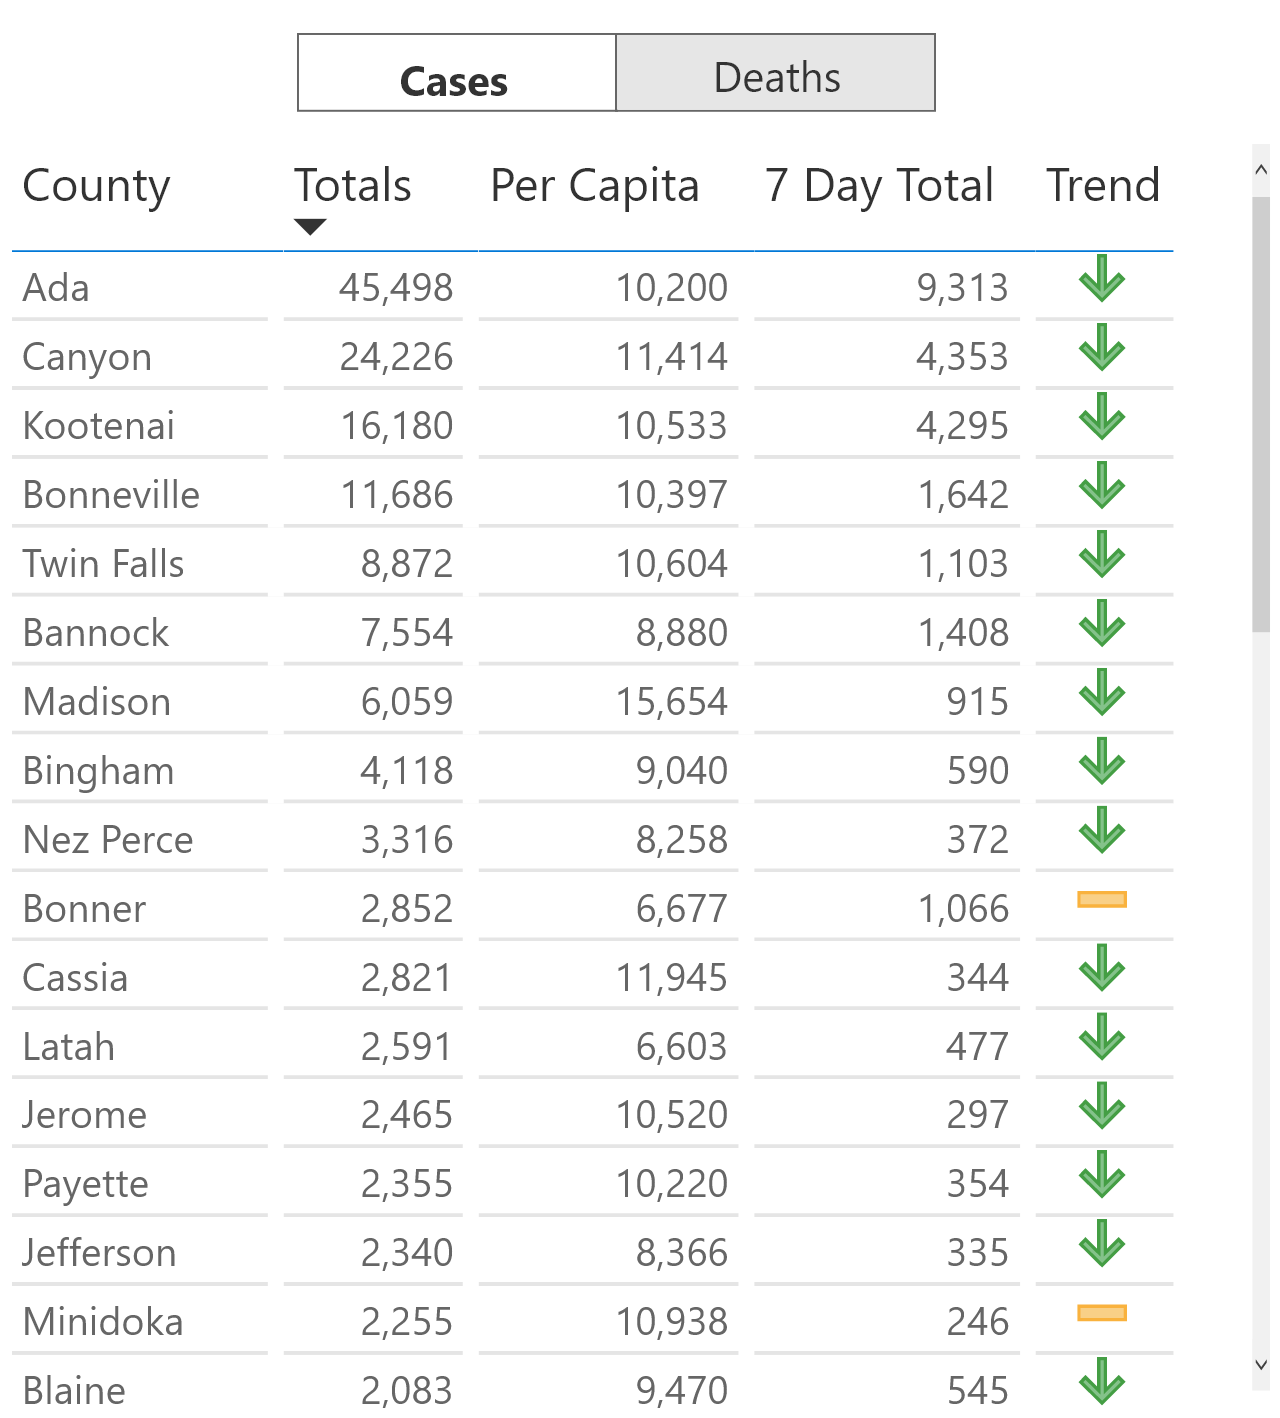 Cases Deaths
County Totals Per Capita 7 Day Total Trend
Ada 45,498 10,200 9,313
Canyon 24,226 11,414 4,353
Kootenai 16,180 10,533 4,295
Bonneville 11,686 10,397 1,642
Twin Falls 8,872 10,604 1,103
Bannock 7,554 8,880 1,408
Madison 6,059 15,654 915
Bingham 4,118 9,040 590
Nez Perce 3,316 8,258 372
Bonner 2,852 6,677 1,066
Cassia 2,821 11,945 344
Latah 2,591 6,603 477
Jerome 2,465 10,520 297
Payette 2,355 10,220 354
Jefferson 2,340 8,366 335
Minidoka 2,255 10,938 246
Blaine 2,083 9,470 545